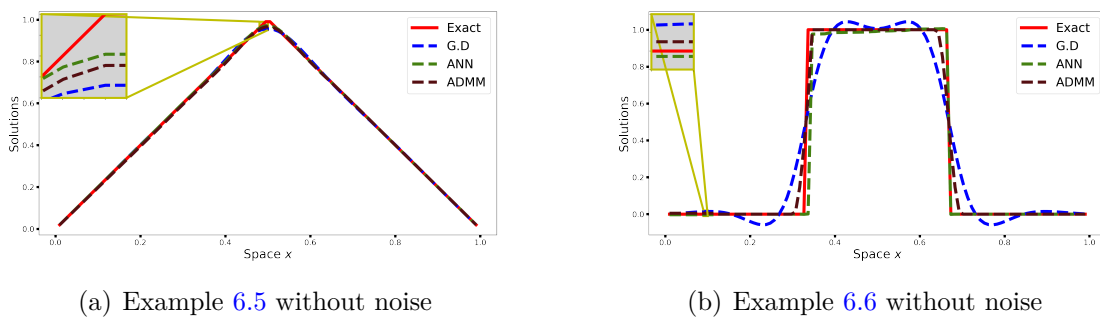 1.0
0.8
0.6
0.4
0.2
0.0
Solutions
0.0 0.2 0.4 0.6 0.8 1.0
Space x
Exact
G.D
ANN
ADMM
(a) Example 6.5 without noise
1.0
0.8
0.6
0.4
0.2
0.0
Solutions
0.0 0.2 0.4 0.6 0.8 1.0
Space x
Exact
G.D
ANN
ADMM
(b) Example 6.6 without noise